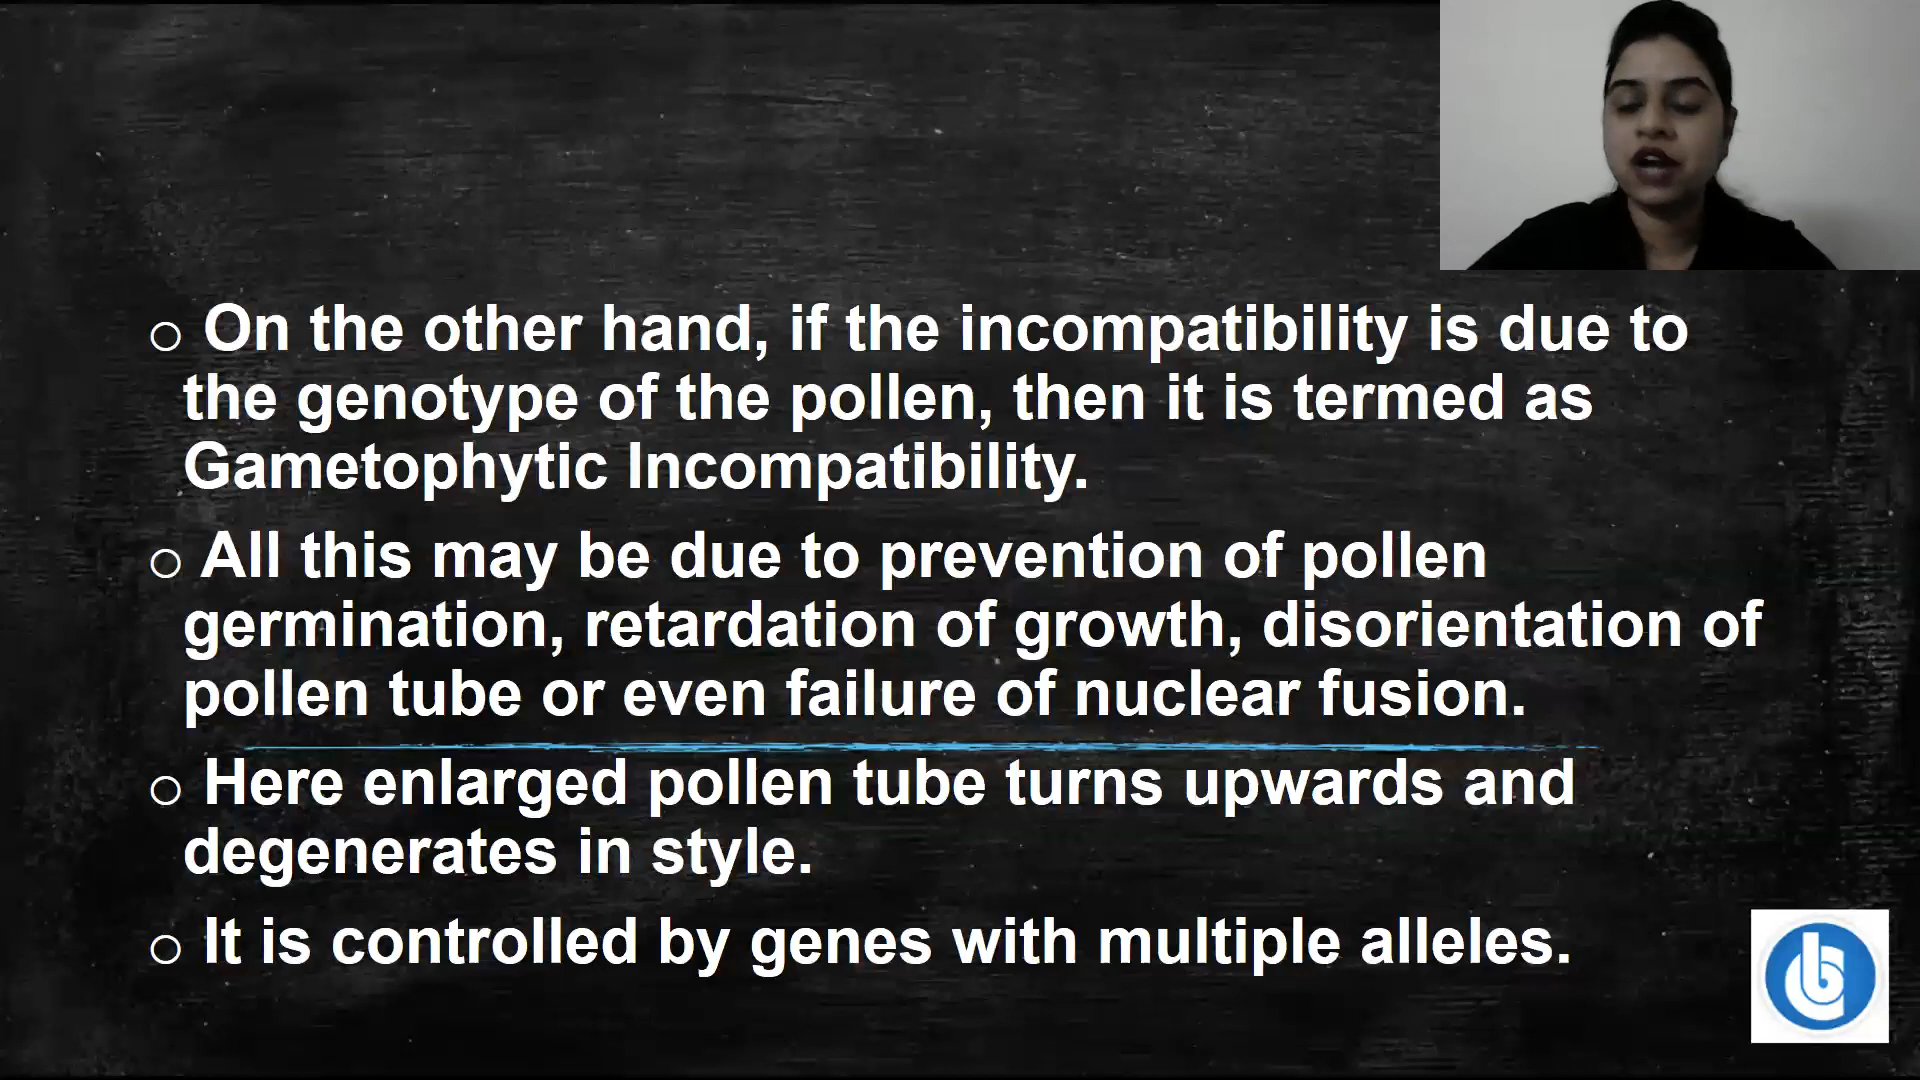 ○ On the other hand, if the incompatibility is due to
the genotype of the pollen, then it is termed as
Gametophytic Incompatibility.
○ All this may be due to prevention of pollen
germination, retardation of growth, disorientation of
pollen tube or even failure of nuclear fusion.
○ Here enlarged pollen tube turns upwards and
degenerates in style.
○ It is controlled by genes with multiple alleles.